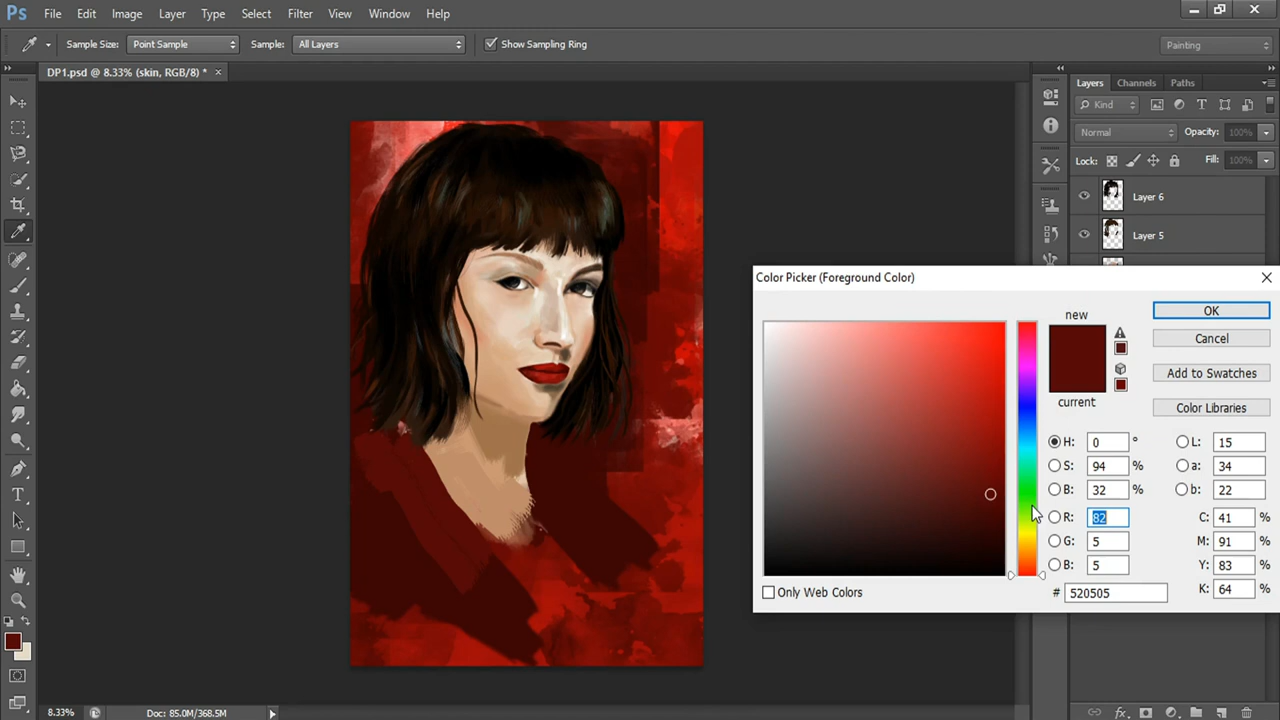 Ps File Edit Image Layer Type Select Filter View Window Help
Sample Size: Point Sample Sample: All Layers Show Sampling Ring Painting
DP1.psd @ 8.33% (skin, RGB/8) * ×
Layers Channels Paths
Kind
Normal Opacity: 100%
Lock: Fill: 100%
Layer 6
Layer 5
Color Picker (Foreground Color)
new
OK
Cancel
Add to Swatches
current
Color Libraries
H: 0 ° L: 15
S: 94 % a: 34
B: 32 % b: 22
R: 82 C: 41 %
G: 5 M: 91 %
B: 5 Y: 83 %
Only Web Colors # 520505 K: 64 %
8.33% Doc: 85.0M/368.5M
fx